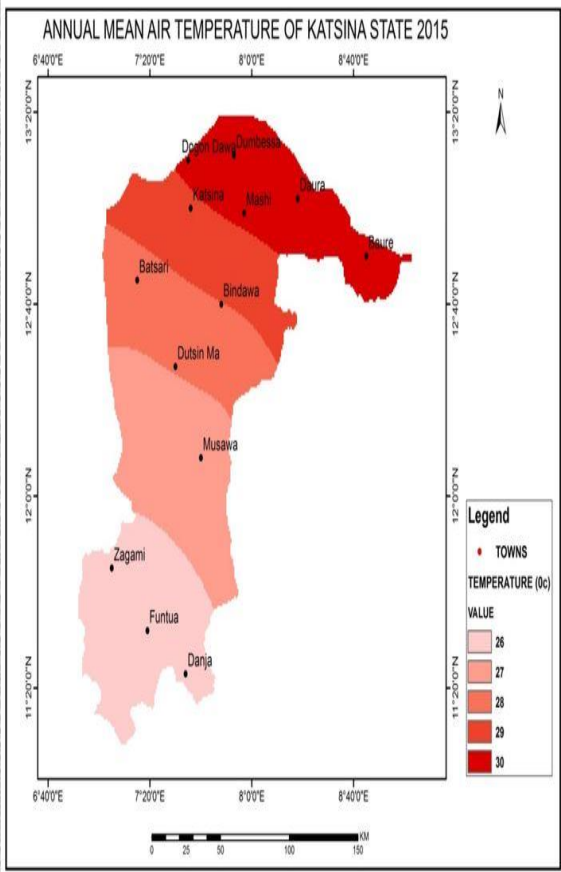 ANNUAL MEAN AIR TEMPERATURE OF KATSINA STATE 2015
6°40'0"E 7°20'0"E 8°0'0"E 8°40'0"E
N
13°20'0"N 13°20'0"N
Dogon Dawa Dumbessa
Katsina Mashi Daura
Baure
Batsari
12°40'0"N Bindawa 12°40'0"N
Dutsin Ma
Musawa
12°0'0"N 12°0'0"N
Zagami
Funtua
Danja
11°20'0"N 11°20'0"N
Legend
TOWNS
TEMPERATURE (0c)
VALUE
26
27
28
29
30
6°40'0"E 7°20'0"E 8°0'0"E 8°40'0"E
KM
0 25 50 100 150